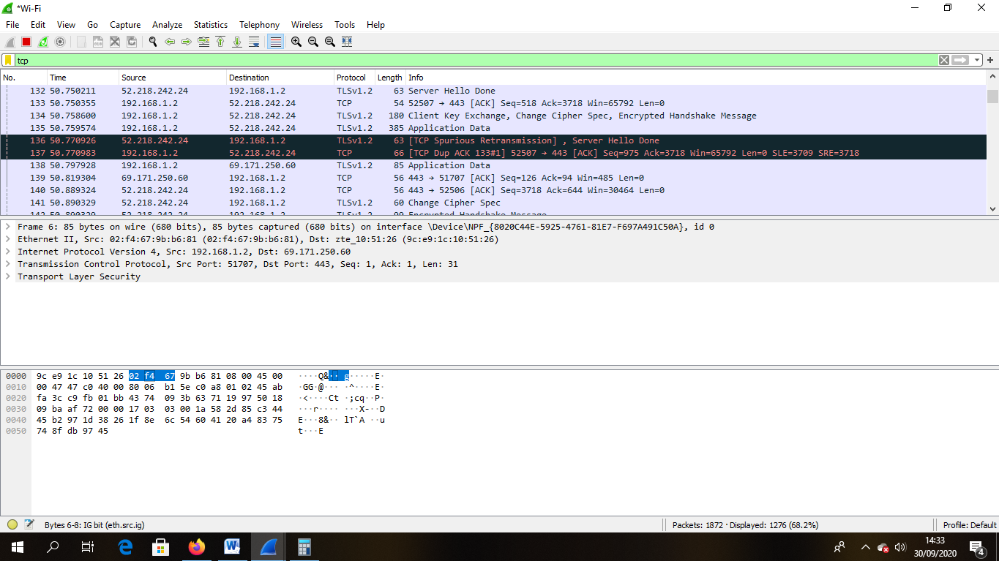 *Wi-Fi
File Edit View Go Capture Analyze Statistics Telephony Wireless Tools Help
tcp
No. Time Source Destination Protocol Length Info
132 50.750211 52.218.242.24 192.168.1.2 TLSv1.2 63 Server Hello Done
133 50.750355 192.168.1.2 52.218.242.24 TCP 54 52507 → 443 [ACK] Seq=518 Ack=3718 Win=65792 Len=0
134 50.758600 192.168.1.2 52.218.242.24 TLSv1.2 180 Client Key Exchange, Change Cipher Spec, Encrypted Handshake Message
135 50.759574 192.168.1.2 52.218.242.24 TLSv1.2 385 Application Data
136 50.770926 52.218.242.24 192.168.1.2 TLSv1.2 63 [TCP Spurious Retransmission] , Server Hello Done
137 50.770983 192.168.1.2 52.218.242.24 TCP 66 [TCP Dup ACK 133#1] 52507 → 443 [ACK] Seq=975 Ack=3718 Win=65792 Len=0 SLE=3709 SRE=3718
138 50.797928 192.168.1.2 69.171.250.60 TLSv1.2 85 Application Data
139 50.819304 69.171.250.60 192.168.1.2 TCP 56 443 → 51707 [ACK] Seq=126 Ack=94 Win=485 Len=0
140 50.889324 52.218.242.24 192.168.1.2 TCP 56 443 → 52506 [ACK] Seq=3718 Ack=644 Win=30464 Len=0
141 50.890329 52.218.242.24 192.168.1.2 TLSv1.2 60 Change Cipher Spec
142 50.890329 52.218.242.24 192.168.1.2 TLSv1.2 99 Encrypted Handshake Message
Frame 6: 85 bytes on wire (680 bits), 85 bytes captured (680 bits) on interface \Device\NPF_{8020C44E-5925-4761-81E7-F697A491C50A}, id 0
Ethernet II, Src: 02:f4:67:9b:b6:81 (02:f4:67:9b:b6:81), Dst: zte_10:51:26 (9c:e9:1c:10:51:26)
Internet Protocol Version 4, Src: 192.168.1.2, Dst: 69.171.250.60
Transmission Control Protocol, Src Port: 51707, Dst Port: 443, Seq: 1, Ack: 1, Len: 31
Transport Layer Security
0000 9c e9 1c 10 51 26 02 f4 67 9b b6 81 08 00 45 00 ····Q&·· g·····E·
0010 00 47 47 c0 40 00 80 06 b1 5e c0 a8 01 02 45 ab ·GG·@··· ·^····E·
0020 fa 3c c9 fb 01 bb 43 74 09 3b 63 71 19 97 50 18 ·<····Ct ·;cq··P·
0030 09 ba af 72 00 00 17 03 03 00 1a 58 2d 85 c3 44 ···r···· ···X-··D
0040 45 b2 97 1d 38 26 1f 8e 6c 54 60 41 20 a4 83 75 E···8&·· lT`A ··u
0050 74 8f db 97 45 t···E
Bytes 6-8: IG bit (eth.src.ig) Packets: 1872 · Displayed: 1276 (68.2%) Profile: Default
14:33
30/09/2020
4